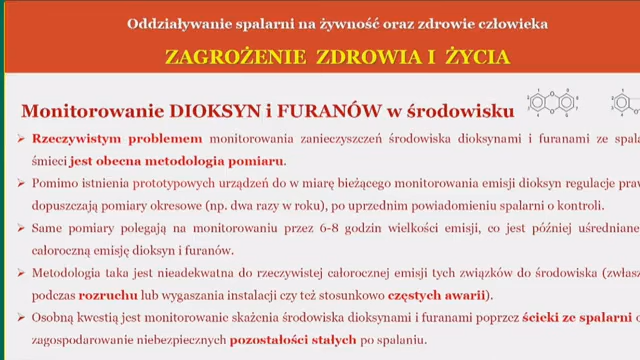 Oddziaływanie spalarni na żywność oraz zdrowie człowieka
ZAGROŻENIE ZDROWIA I ŻYCIA
Monitorowanie DIOKSYN i FURANÓW w środowisku
Rzeczywistym problemem monitorowania zanieczyszczeń środowiska dioksynami i furanami ze
śmieci jest obecna metodologia pomiaru.
Pomimo istnienia prototypowych urządzeń do w miarę bieżącego monitorowania emisji dioksyn regulacje
dopuszczają pomiary okresowe (np. dwa razy w roku), po uprzednim powiadomieniu spalarni o kontroli.
Same pomiary polegają na monitorowaniu przez 6-8 godzin wielkości emisji, co jest później uśredniane
całoroczną emisję dioksyn i furanów.
Metodologia taka jest nieadekwatna do rzeczywistej całorocznej emisji tych związków do środowiska
podczas rozruchu lub wygaszania instalacji czy też stosunkowo częstych awarii).
Osobną kwestią jest monitorowanie skażenia środowiska dioksynami i furanami poprzez ścieki ze spalarni
zagospodarowanie niebezpiecznych pozostałości stałych po spalaniu.